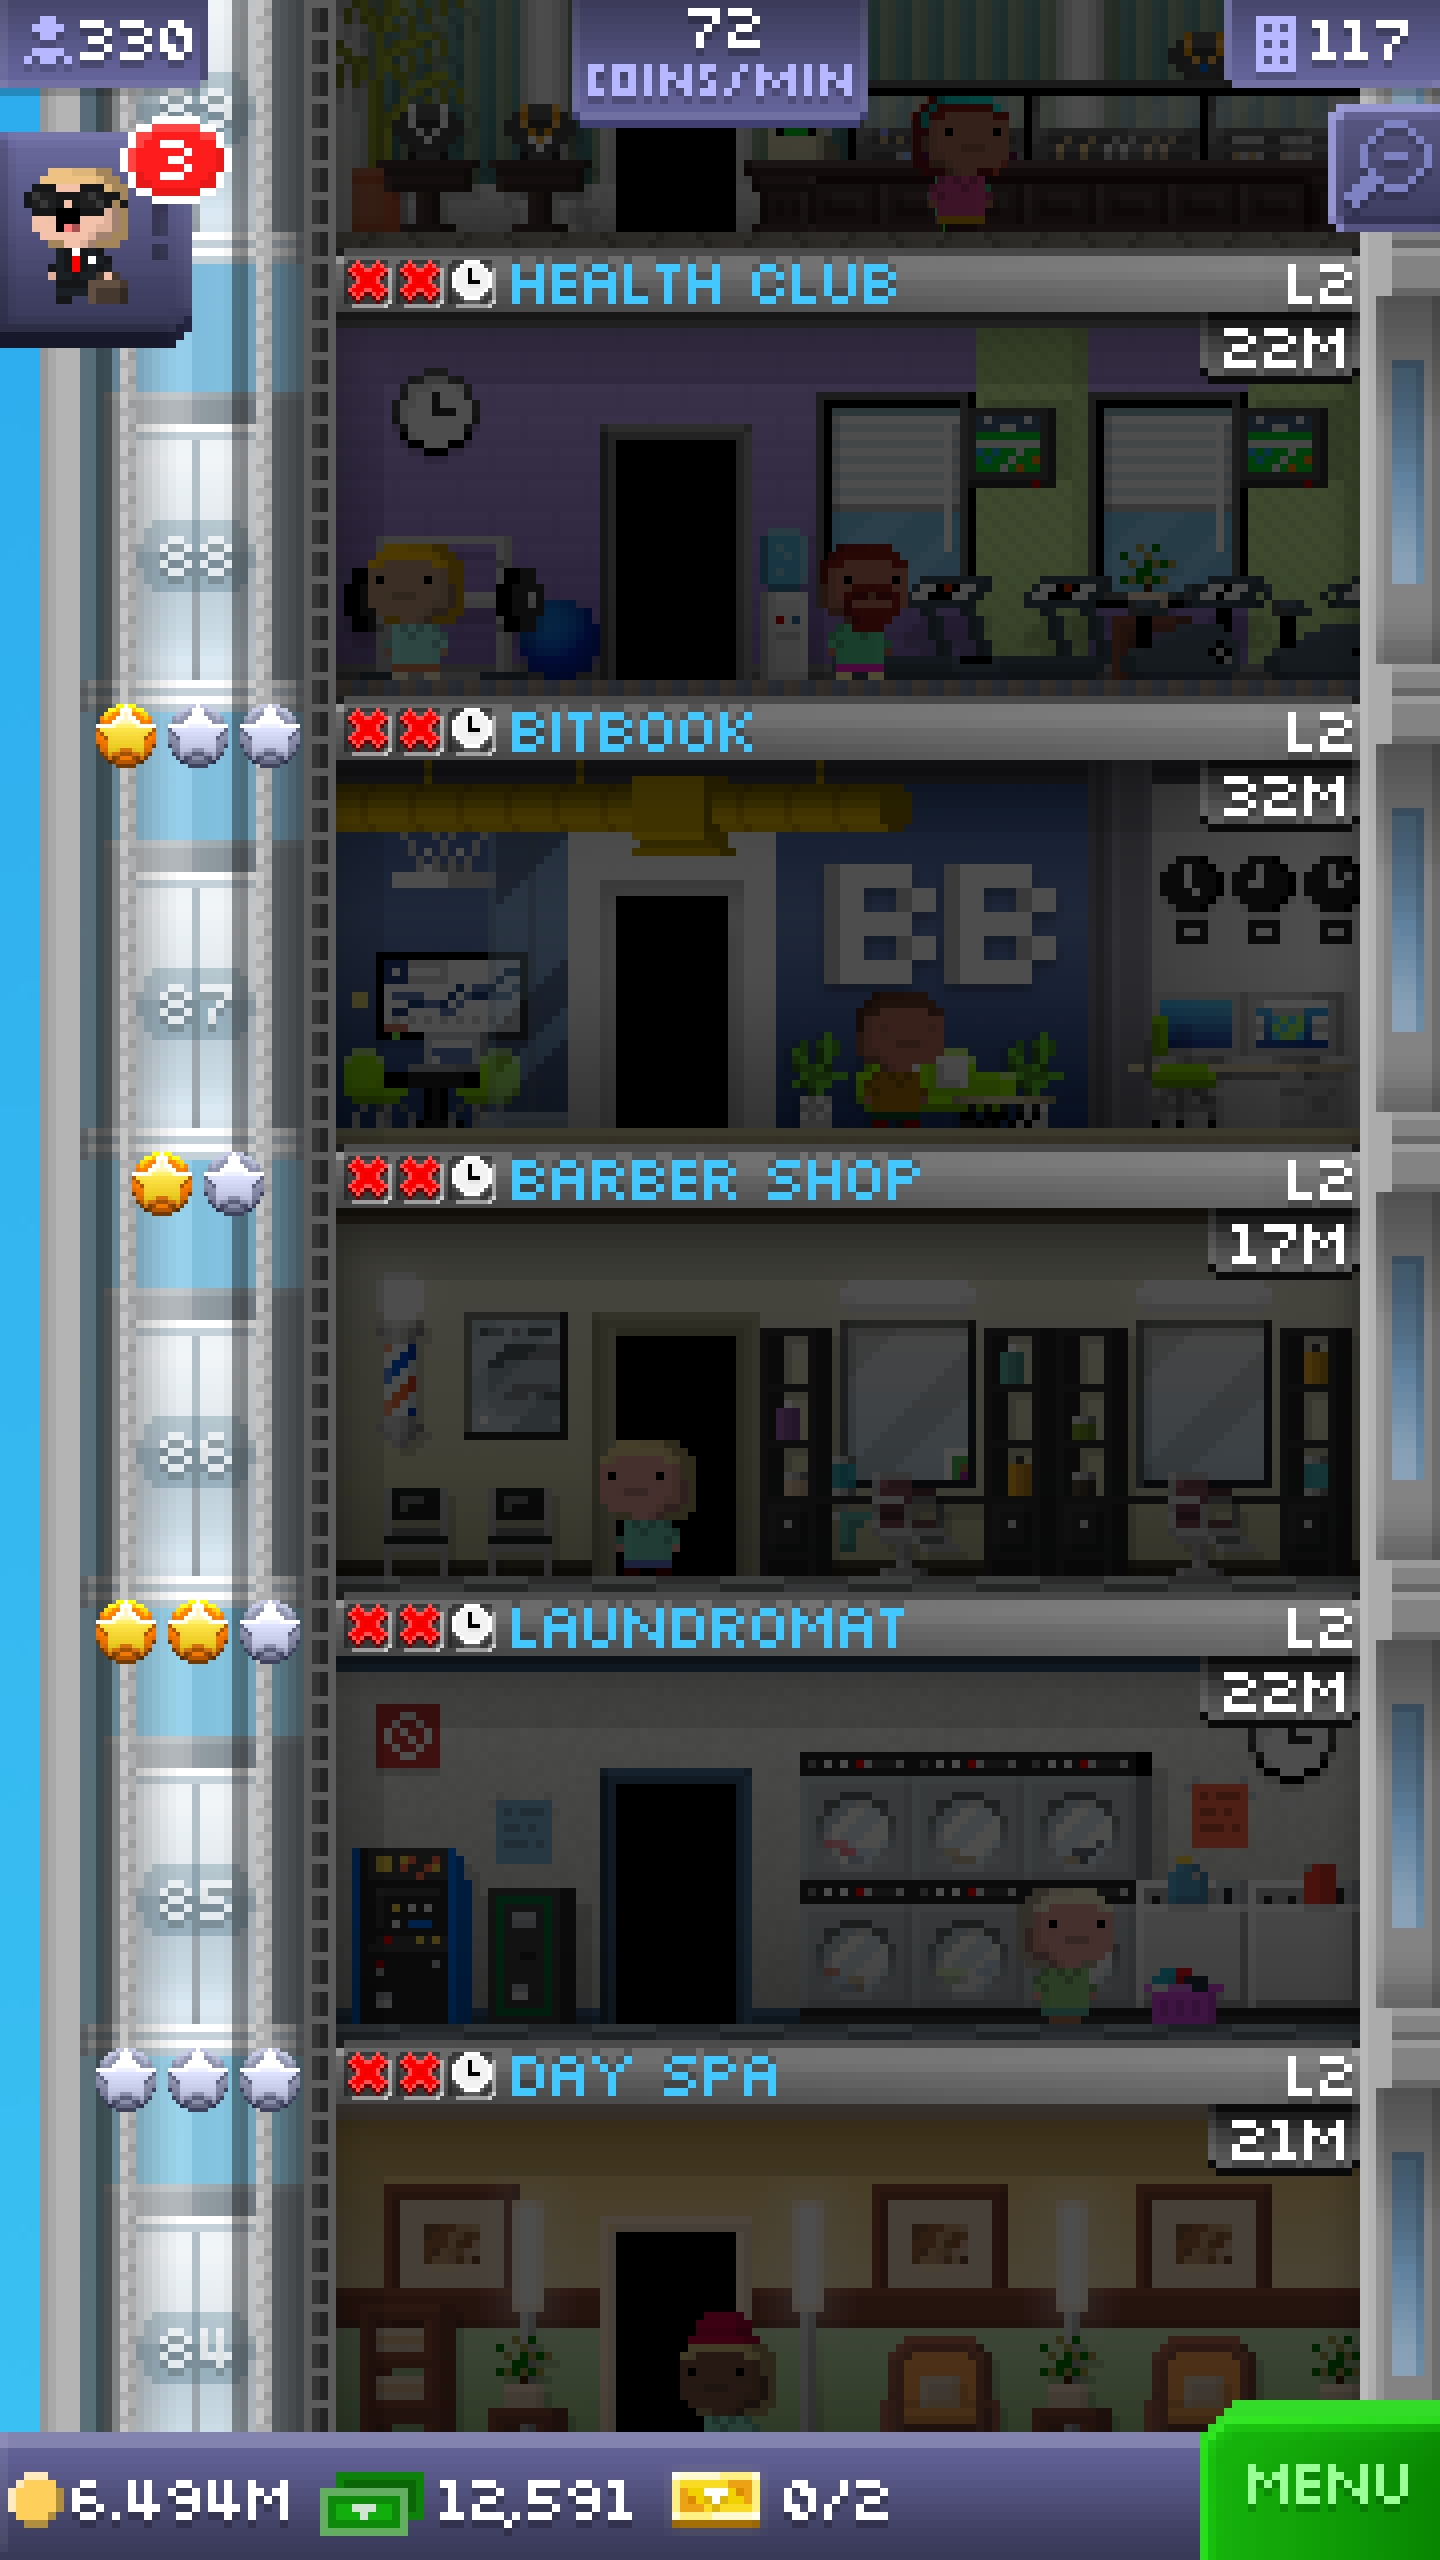 330
72
COINS/MIN
117
3
HEALTH CLUB L2
22M
88
BITBOOK L2
32M
BB
87
BARBER SHOP L2
17M
86
LAUNDROMAT L2
22M
85
DAY SPA L2
21M
84
6.494M 12,591 0/2 MENU